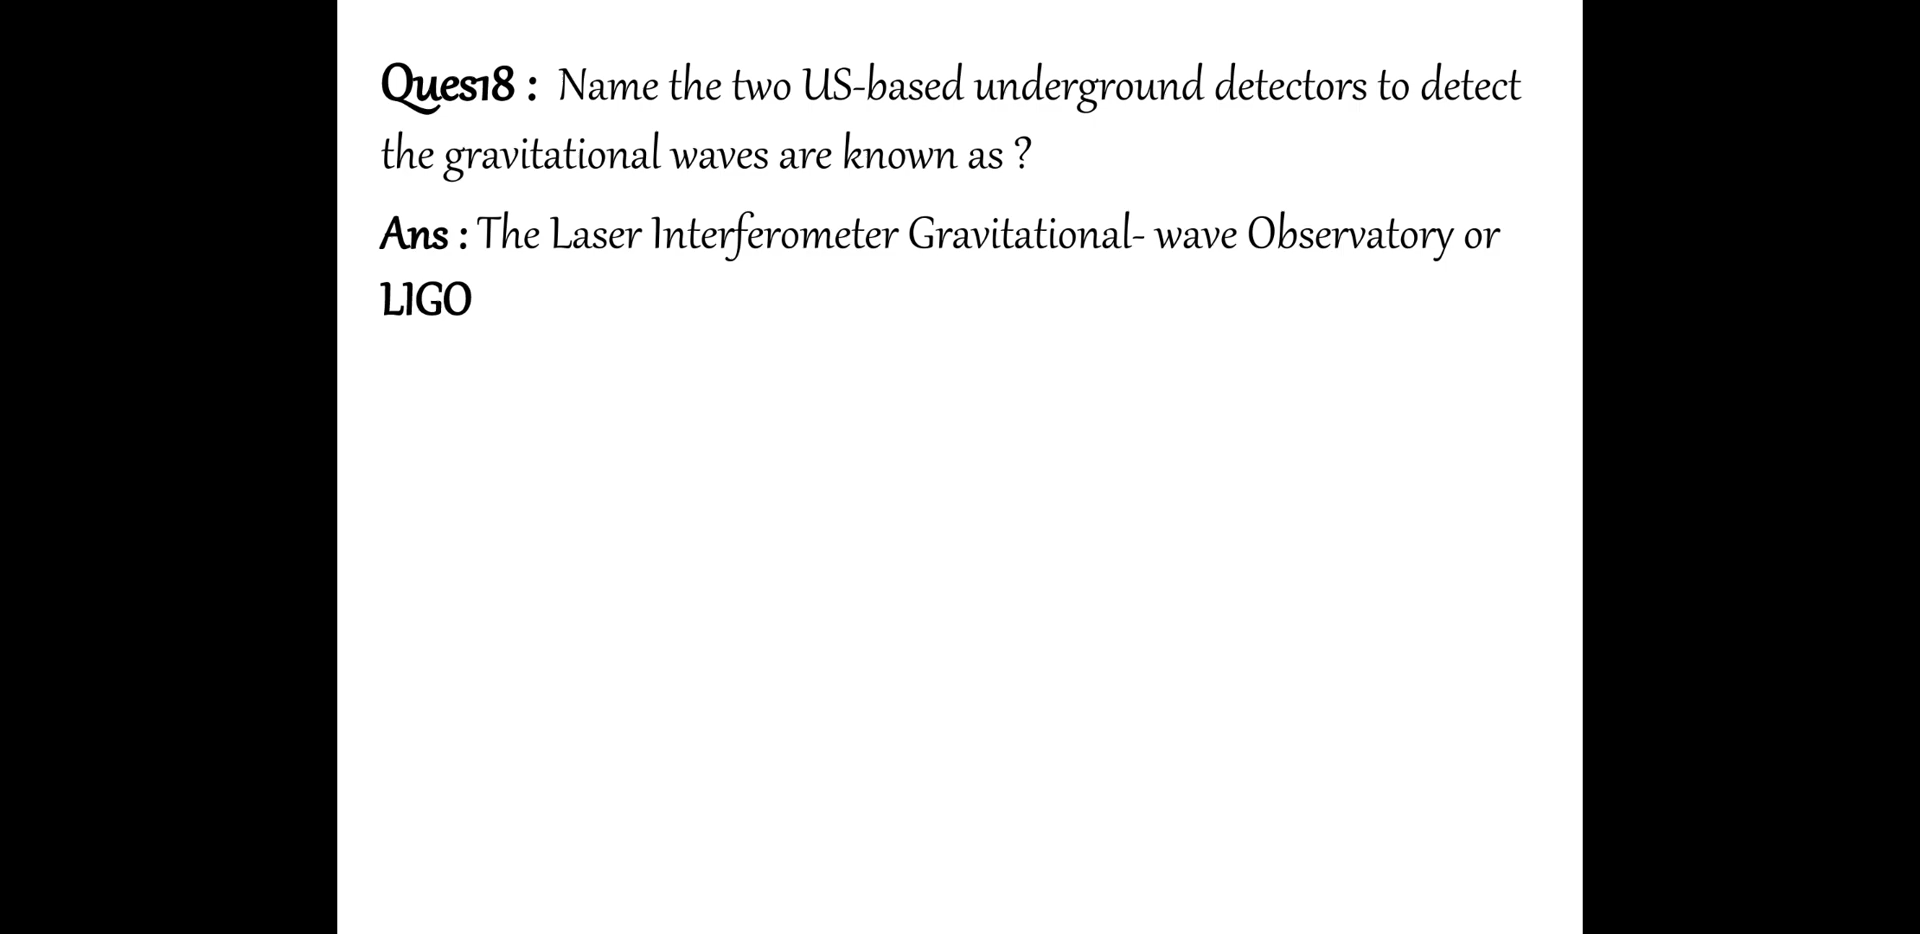 Ques18 : Name the two US-based underground detectors to detect
the gravitational waves are known as ?
Ans : The Laser Interferometer Gravitational- wave Observatory or
LIGO